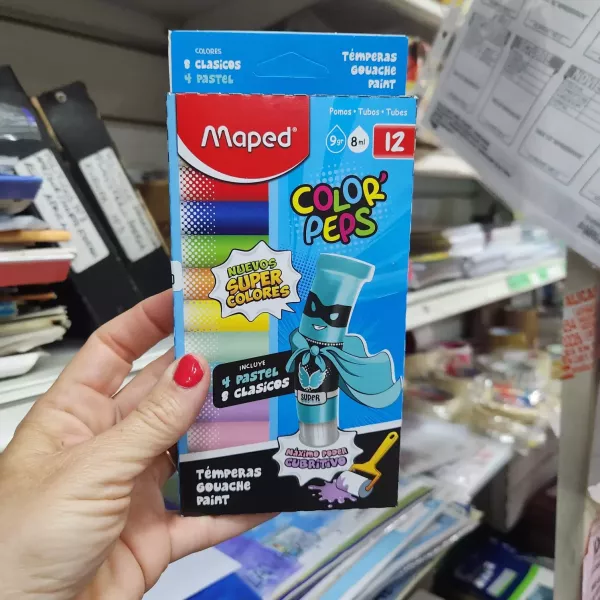 COLORES
8 CLASICOS
4 PASTEL
TÉMPERAS
GOUACHE
PAINT
Maped®
Pomos • Tubos • Tubes
9gr
8ml
12
COLOR'
PEPS
NUEVOS
SUPER
COLORES
INCLUYE
4 PASTEL
8 CLASICOS
SUPER
MÁXIMO PODER
CUBRITIVO
TÉMPERAS
GOUACHE
PAINT